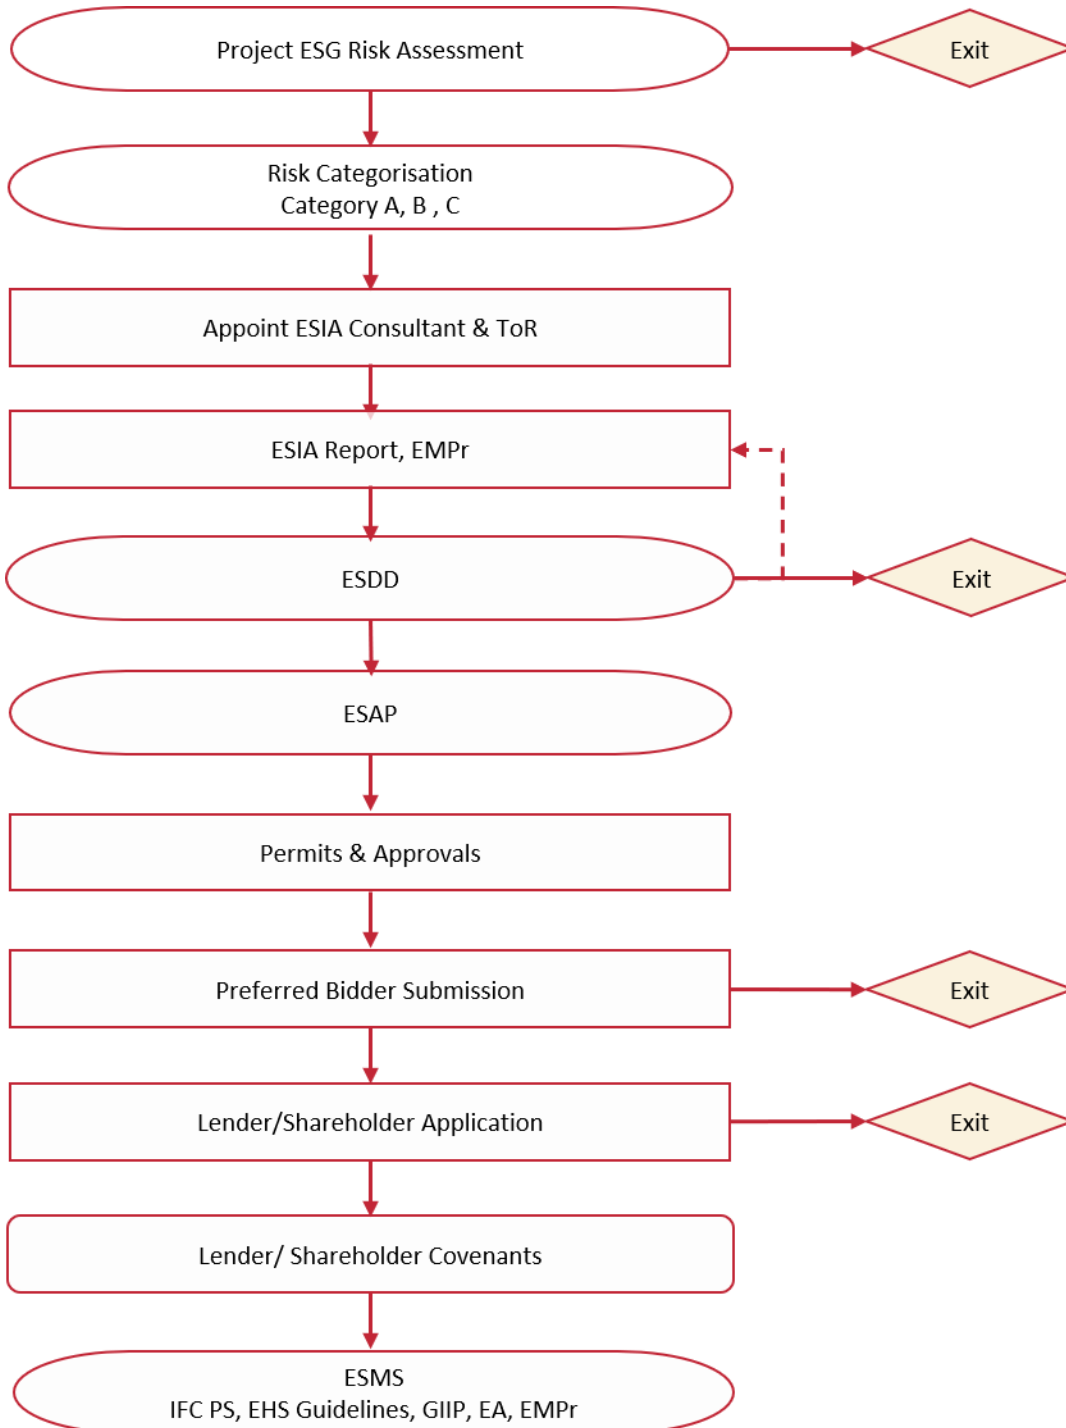 Project ESG Risk Assessment
Exit
Risk Categorisation
Category A, B , C
Appoint ESIA Consultant & ToR
ESIA Report, EMPr
ESDD
Exit
ESAP
Permits & Approvals
Preferred Bidder Submission
Exit
Lender/Shareholder Application
Exit
Lender/ Shareholder Covenants
ESMS
IFC PS, EHS Guidelines, GIIP, EA, EMPr